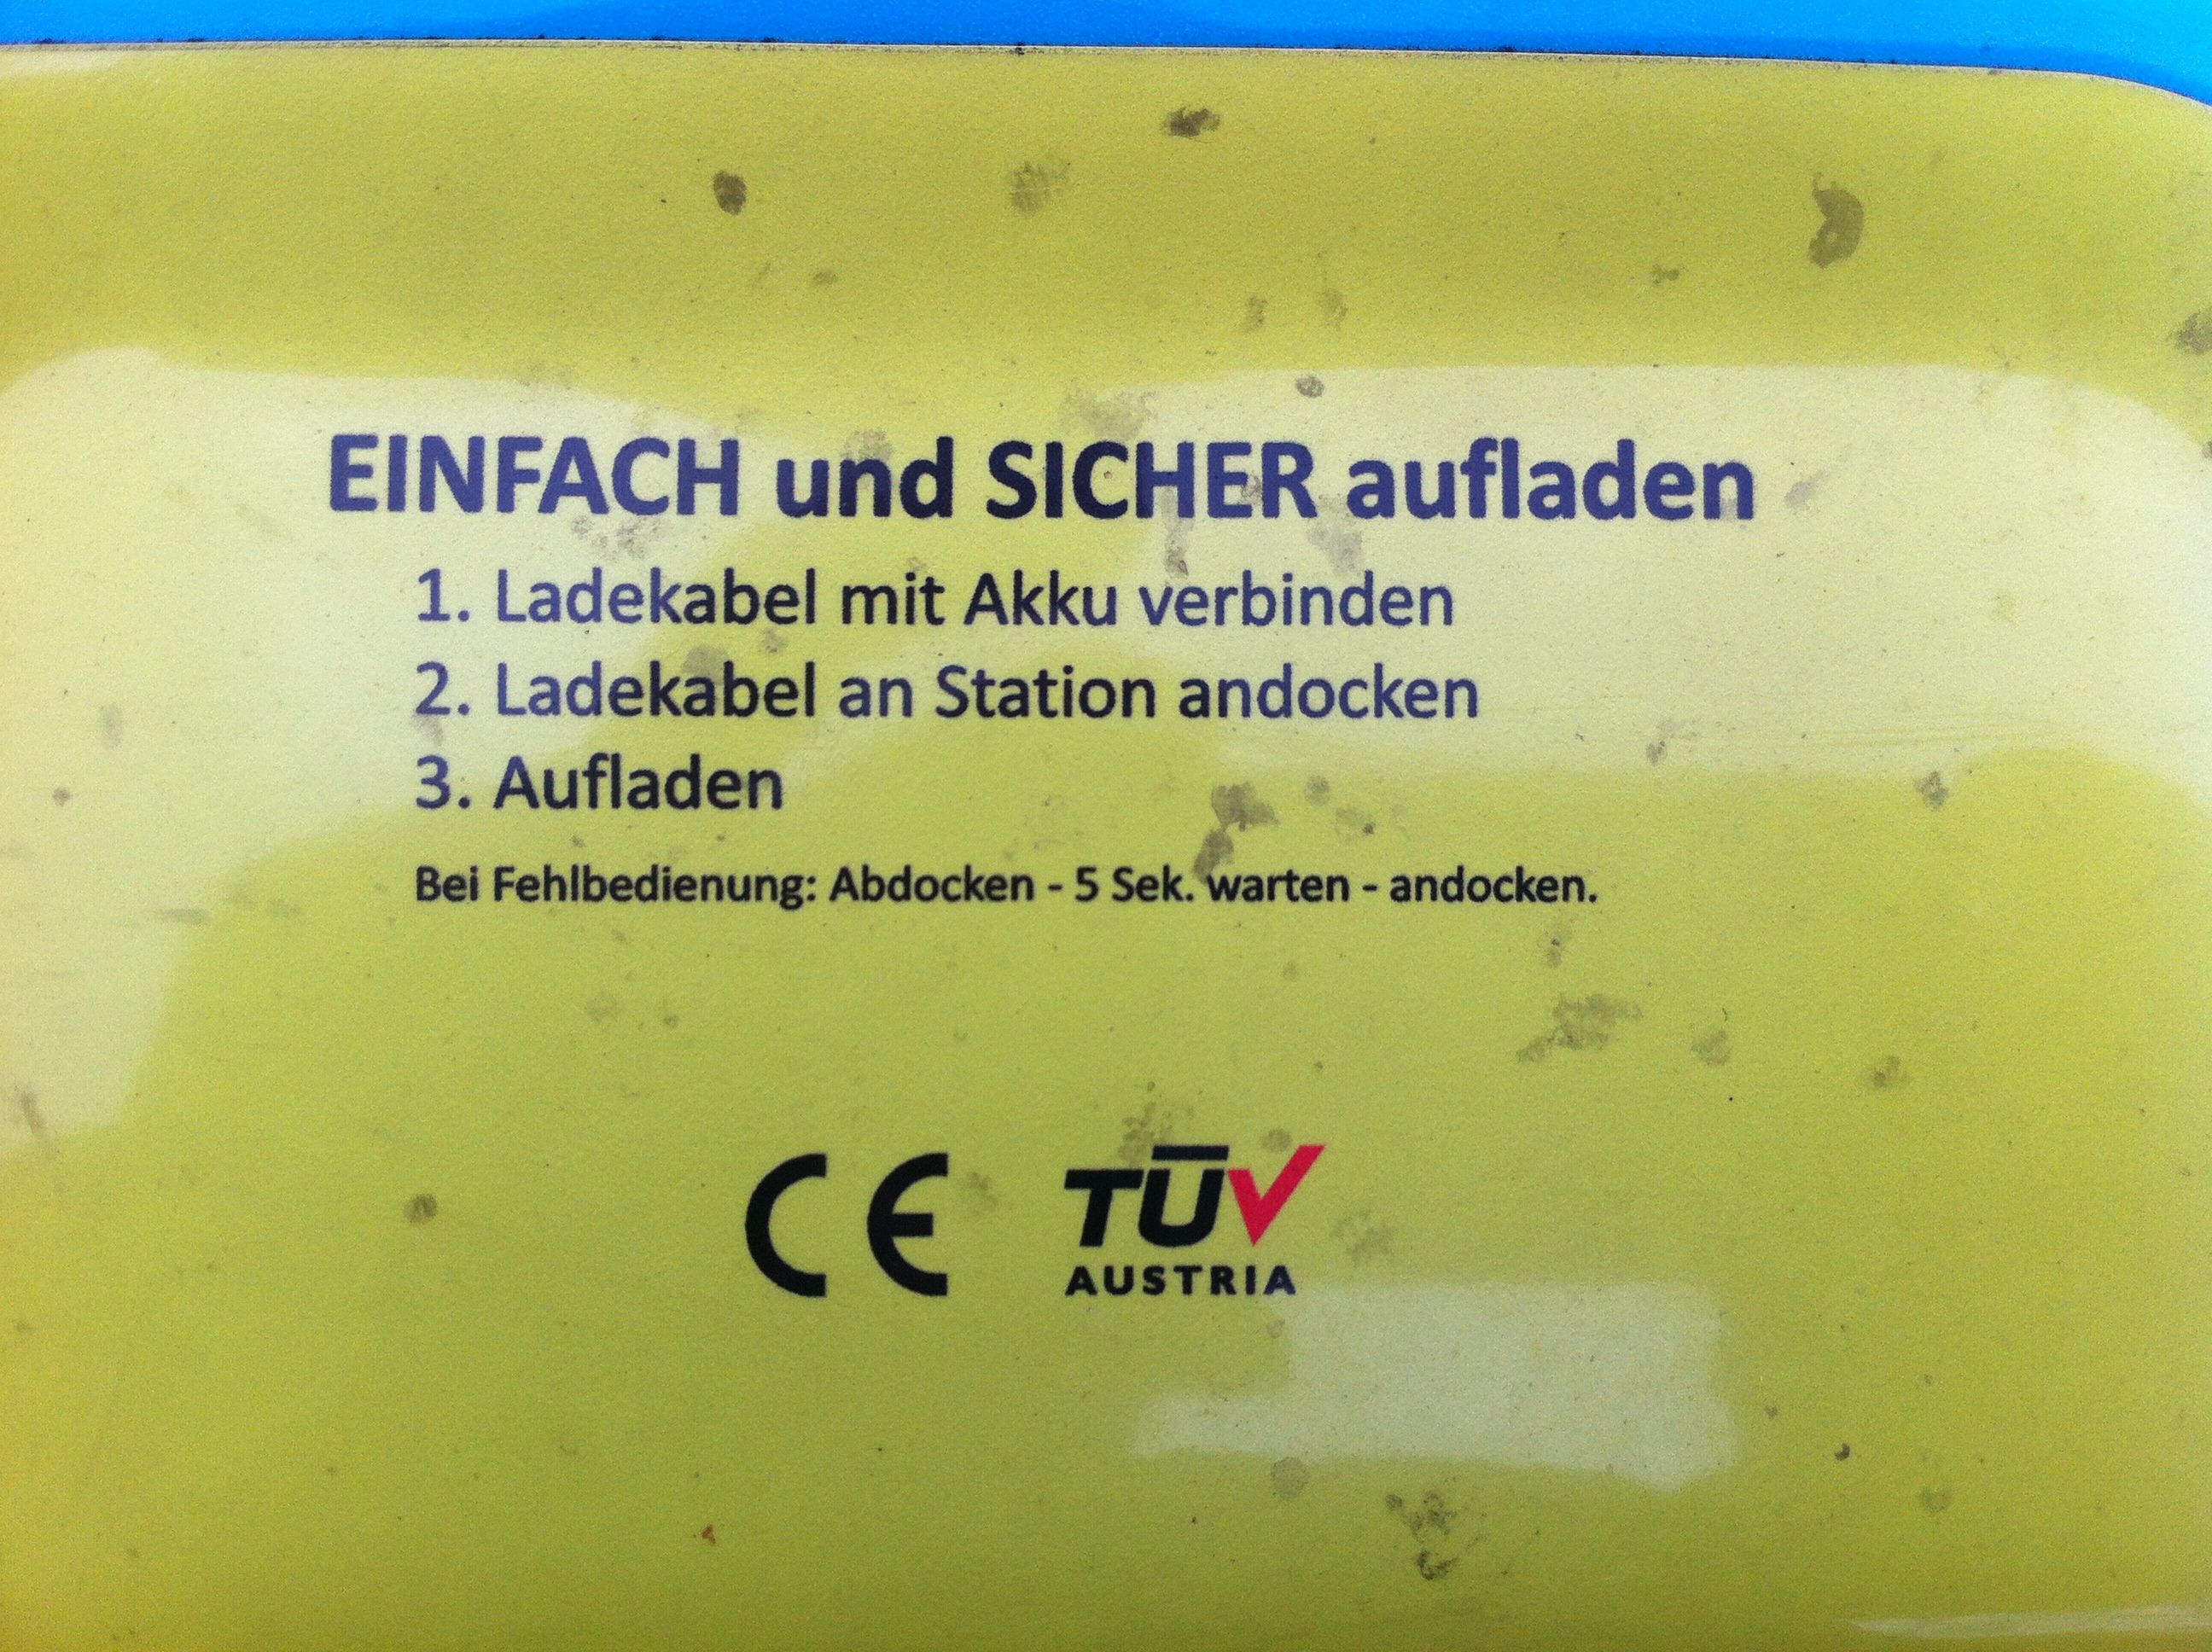 EINFACH und SICHER aufladen
1. Ladekabel mit Akku verbinden
2. Ladekabel an Station andocken
3. Aufladen
Bei Fehlbedienung: Abdocken - 5 Sek. warten - andocken.
CE TÜV
AUSTRIA